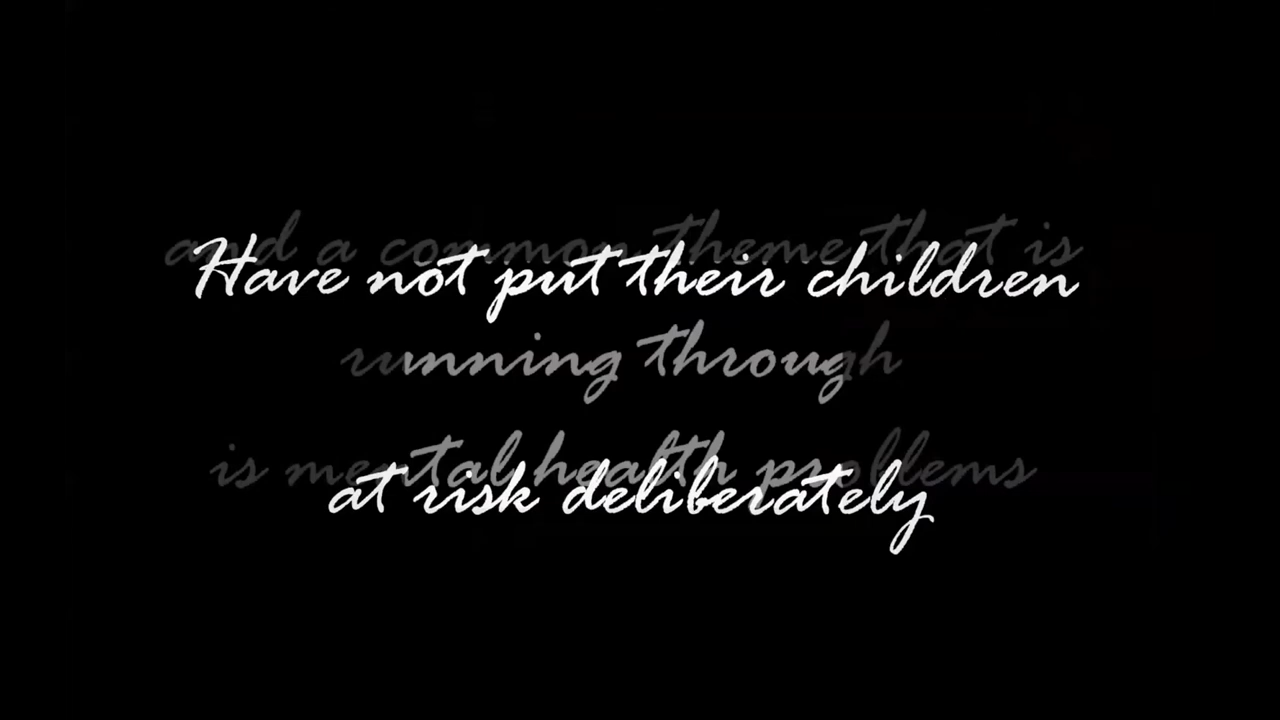 and a common theme that is
Have not put their children
running through
is mental health problems
at risk deliberately